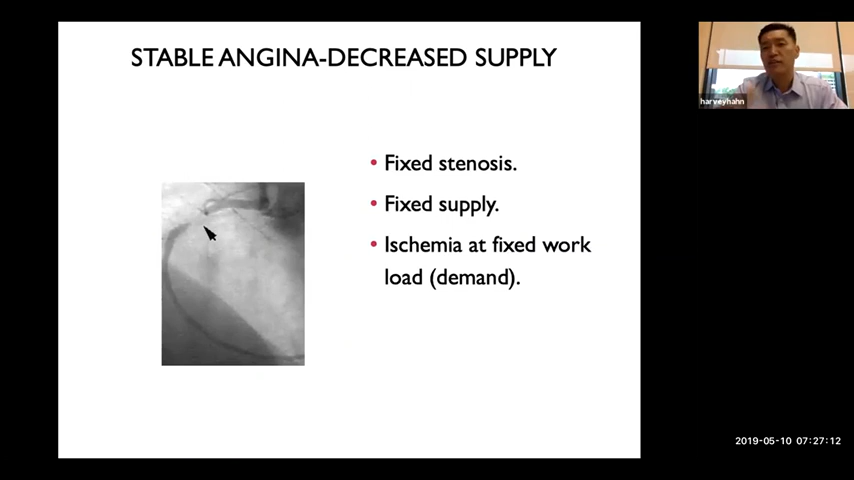 STABLE ANGINA-DECREASED SUPPLY
• Fixed stenosis.
• Fixed supply.
• Ischemia at fixed work
load (demand).
harveyhahn
2019-05-10 07:27:12